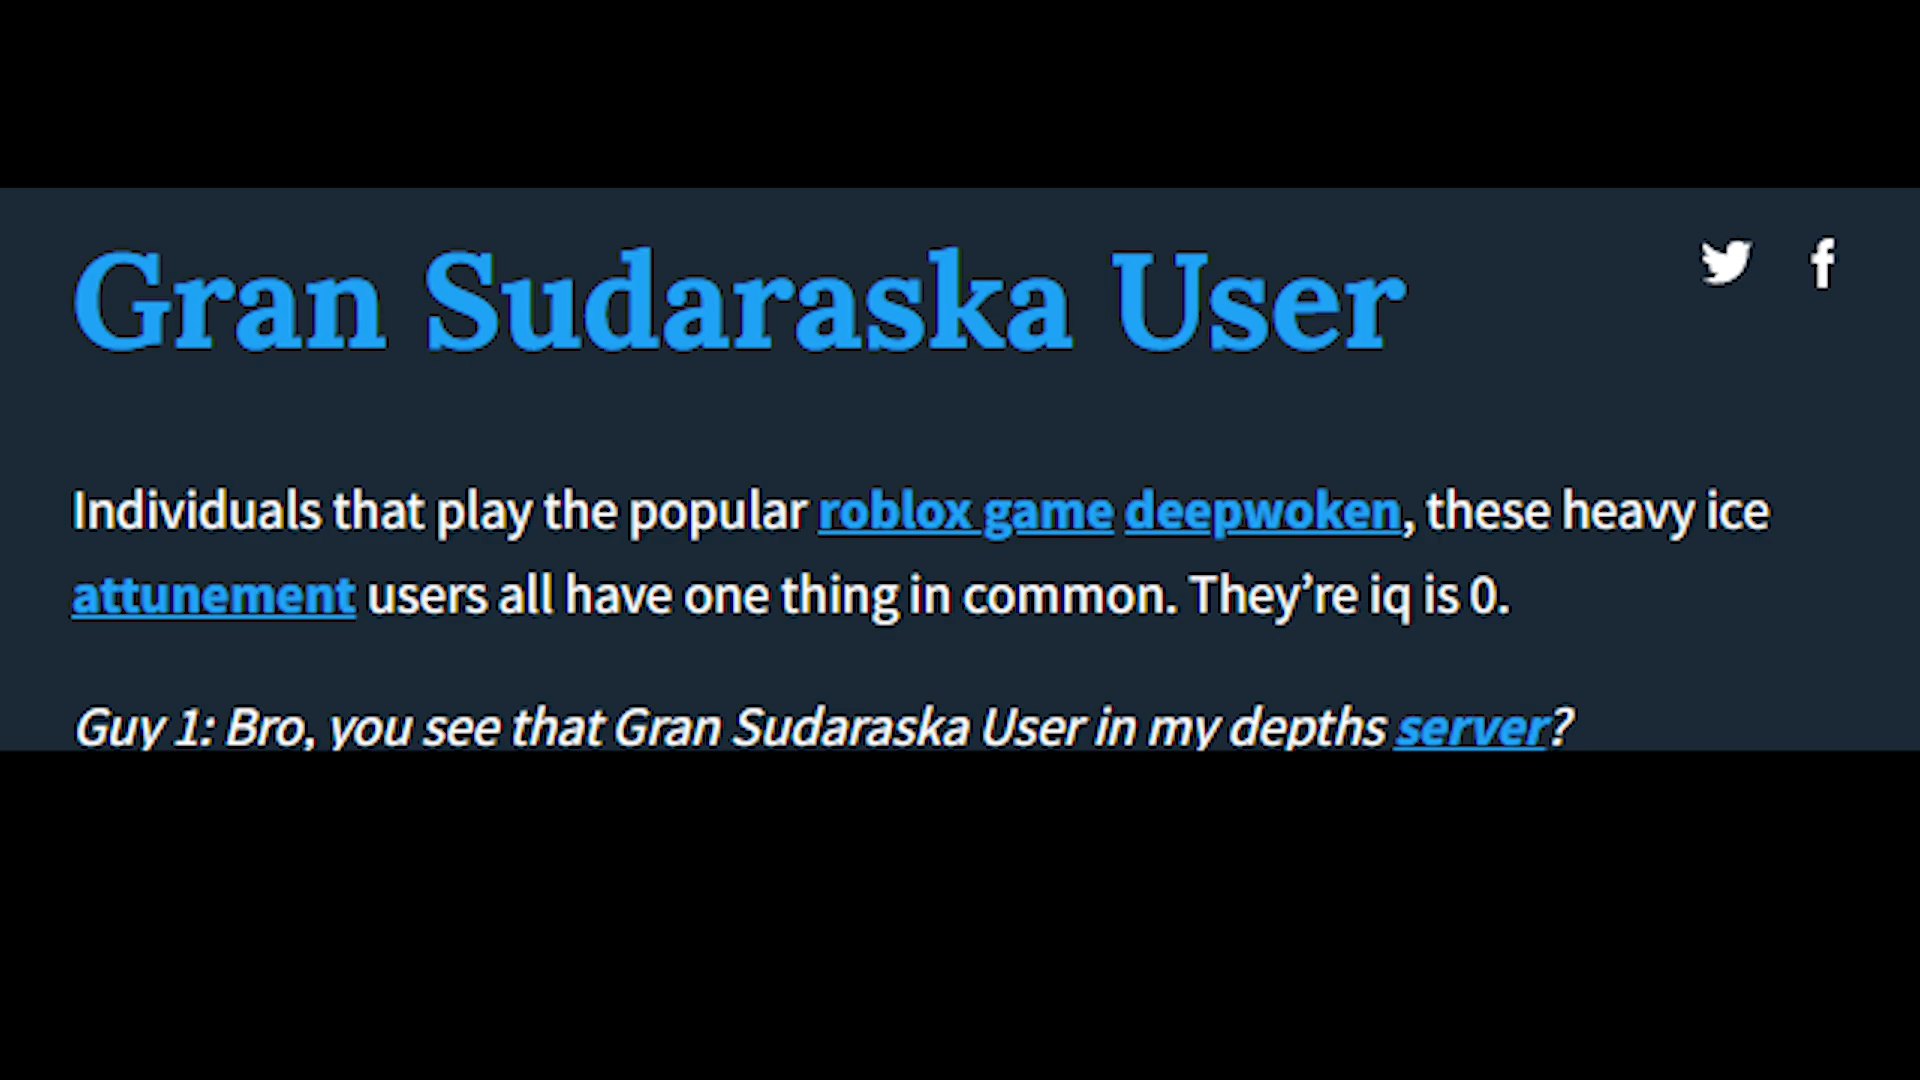 Gran Sudaraska User
Individuals that play the popular roblox game deepwoken, these heavy ice
attunement users all have one thing in common. They’re iq is 0.
Guy 1: Bro, you see that Gran Sudaraska User in my depths server?